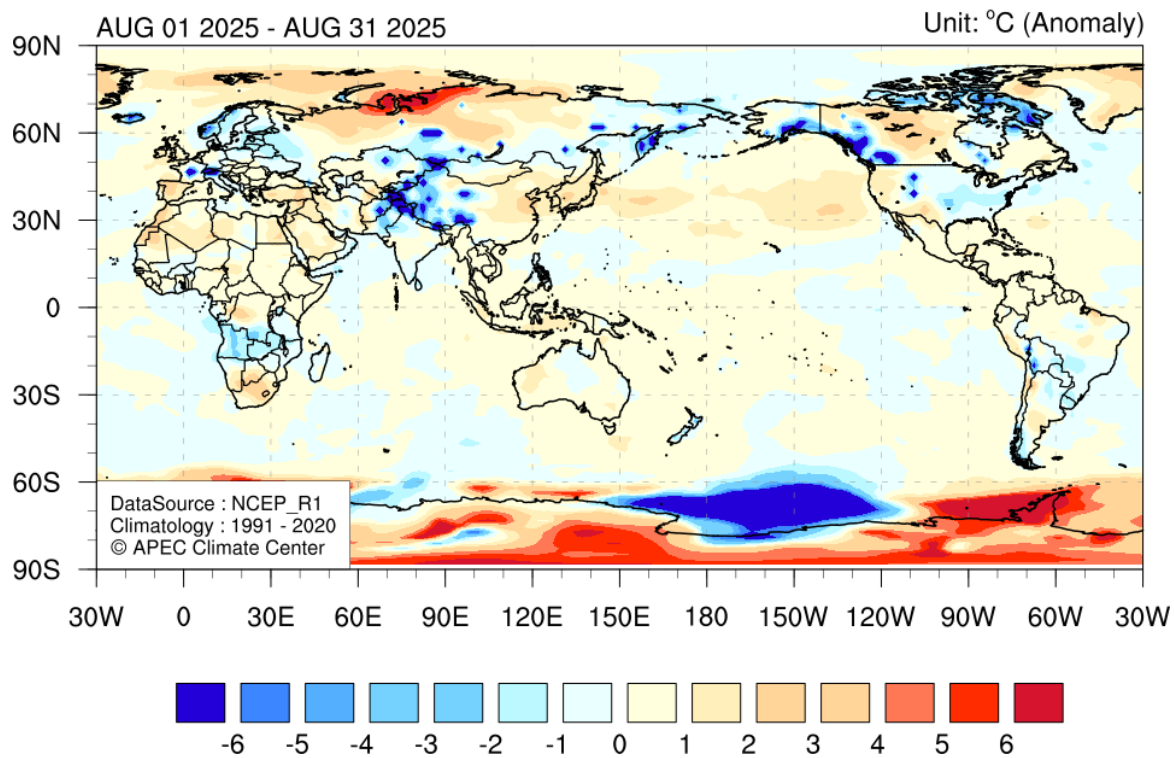 AUG 01 2025 - AUG 31 2025
Unit: °C (Anomaly)
90N
60N
30N
0
30S
60S
90S
DataSource : NCEP_R1
Climatology : 1991 - 2020
© APEC Climate Center
30W 0 30E 60E 90E 120E 150E 180 150W 120W 90W 60W 30W
-6 -5 -4 -3 -2 -1 0 1 2 3 4 5 6